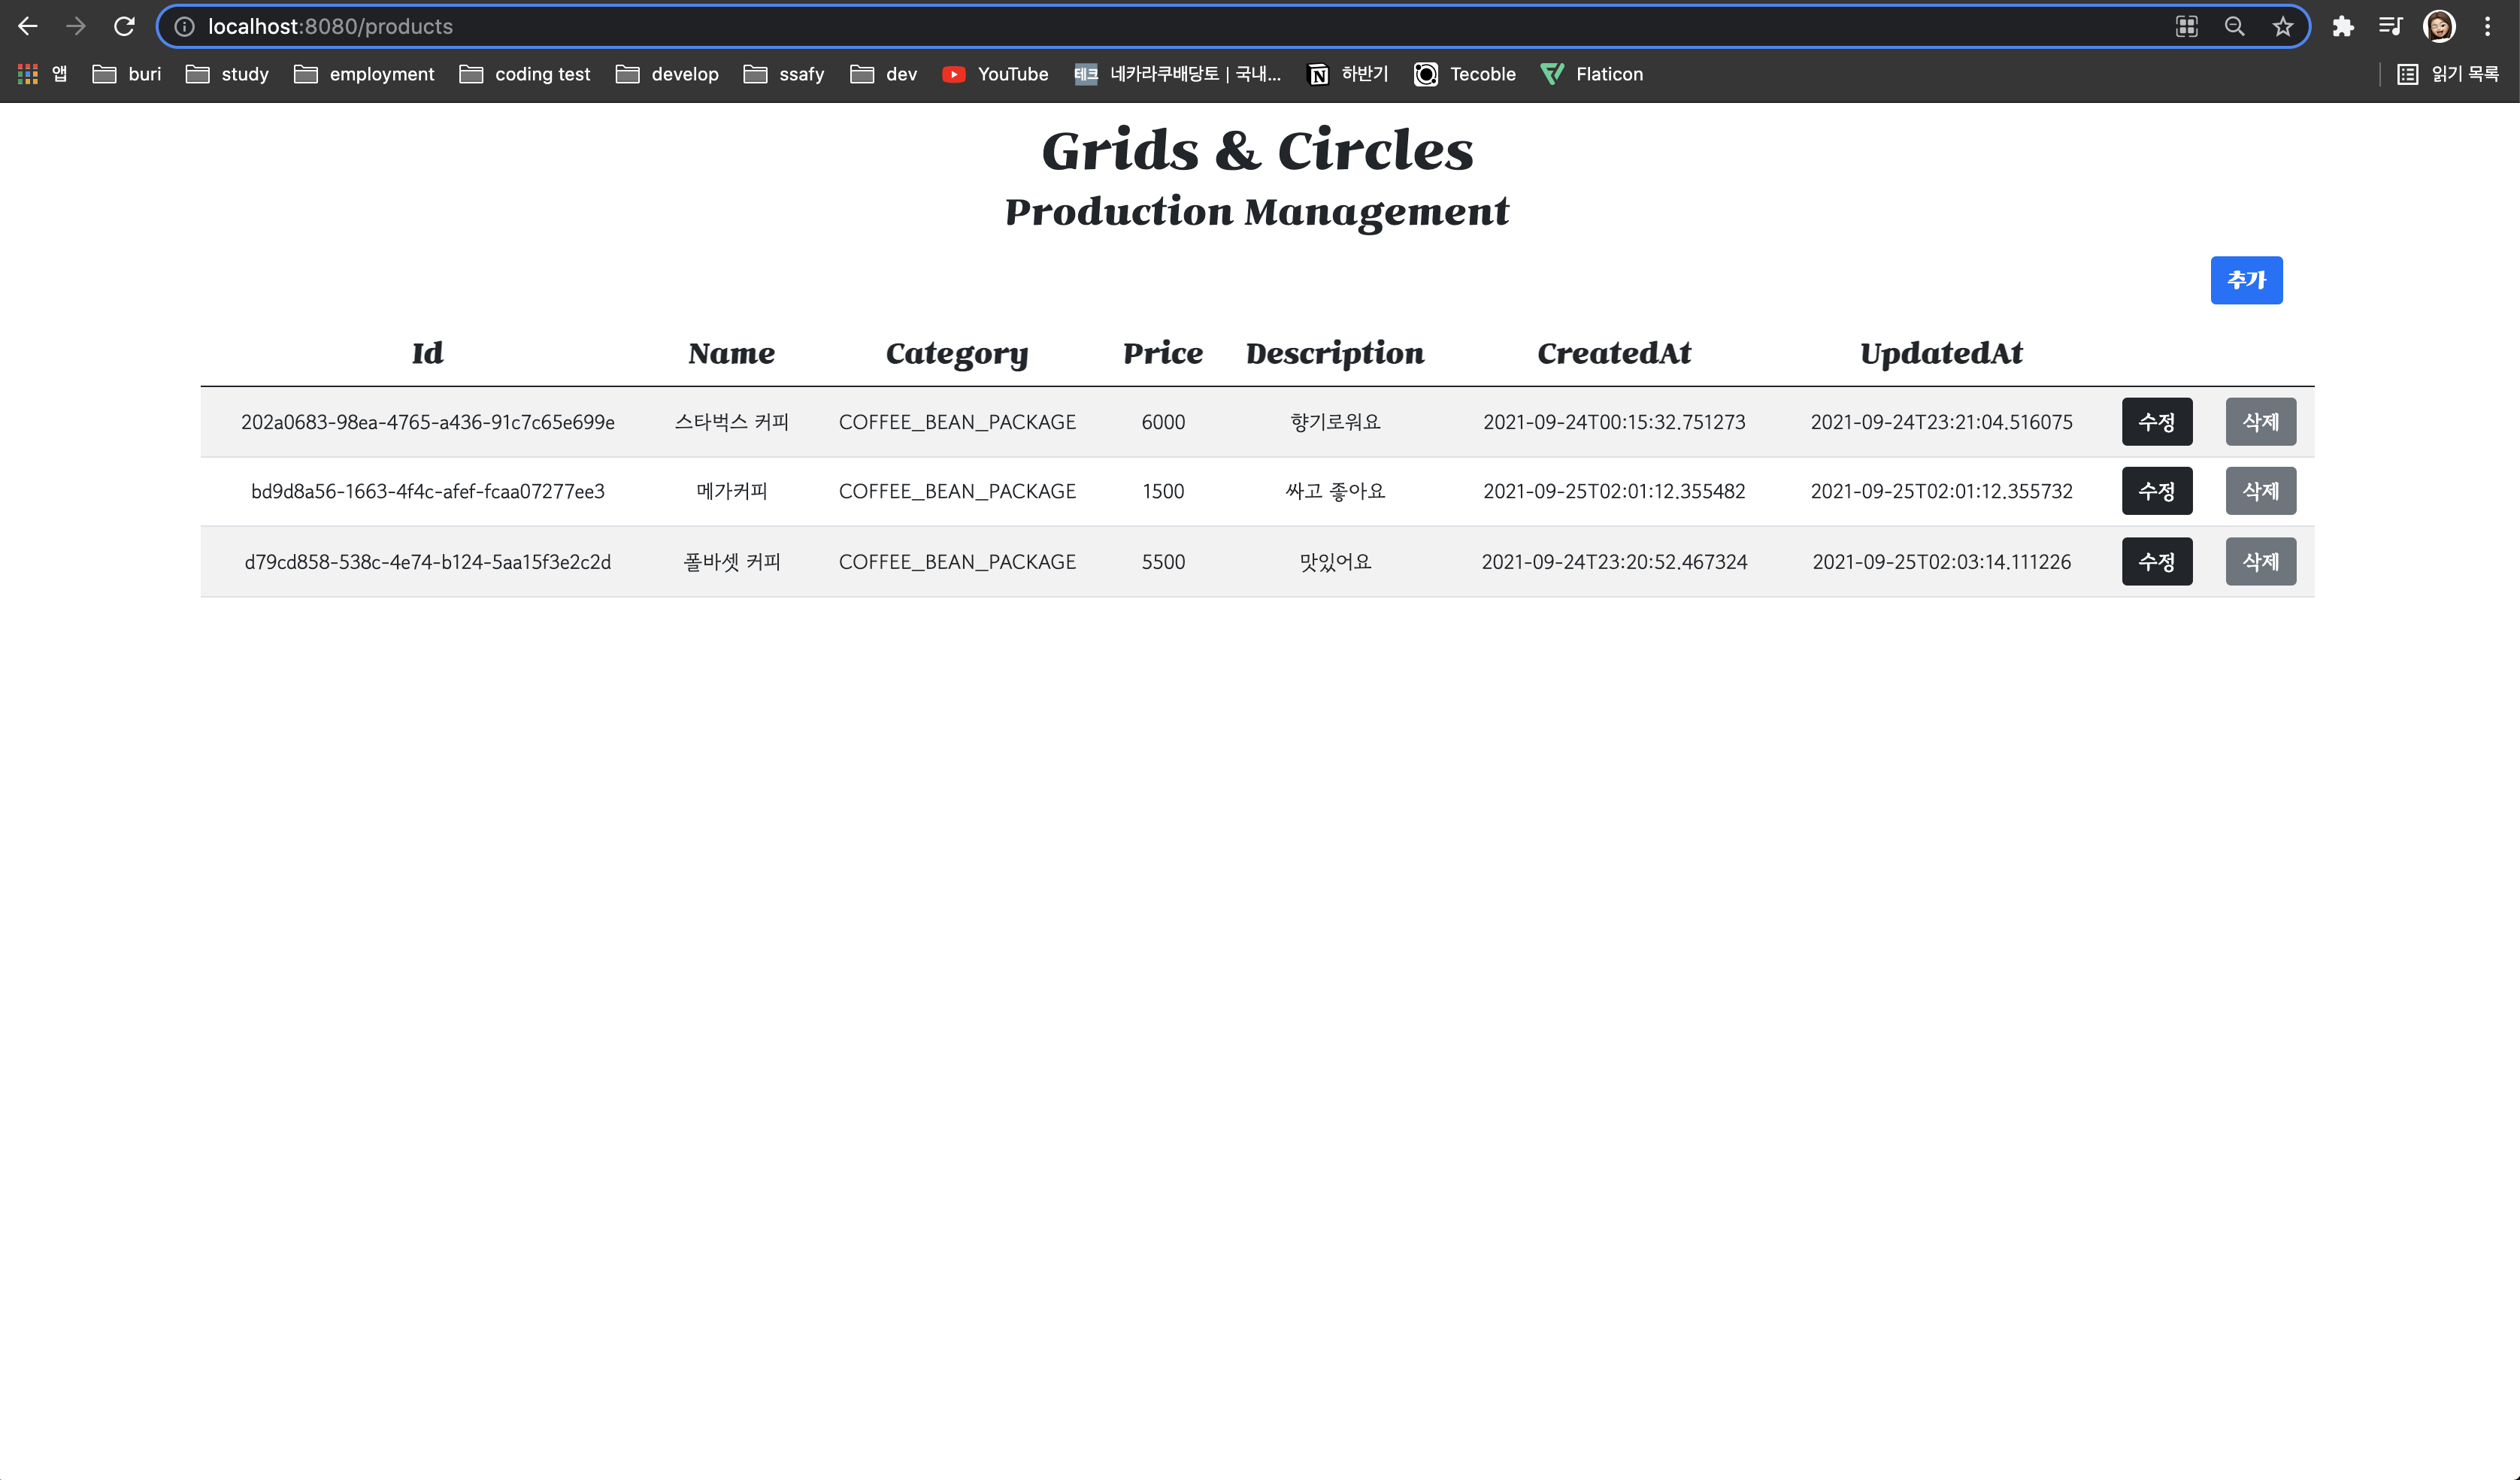 localhost:8080/products
앱 buri study employment coding test develop ssafy dev YouTube 테크 네카라쿠배당토 | 국내... 하반기 Tecoble Flaticon 읽기 목록
Grids & Circles
Production Management
추가
Id Name Category Price Description CreatedAt UpdatedAt
202a0683-98ea-4765-a436-91c7c65e699e 스타벅스 커피 COFFEE_BEAN_PACKAGE 6000 향기로워요 2021-09-24T00:15:32.751273 2021-09-24T23:21:04.516075 수정 삭제
bd9d8a56-1663-4f4c-afef-fcaa07277ee3 메가커피 COFFEE_BEAN_PACKAGE 1500 싸고 좋아요 2021-09-25T02:01:12.355482 2021-09-25T02:01:12.355732 수정 삭제
d79cd858-538c-4e74-b124-5aa15f3e2c2d 폴바셋 커피 COFFEE_BEAN_PACKAGE 5500 맛있어요 2021-09-24T23:20:52.467324 2021-09-25T02:03:14.111226 수정 삭제